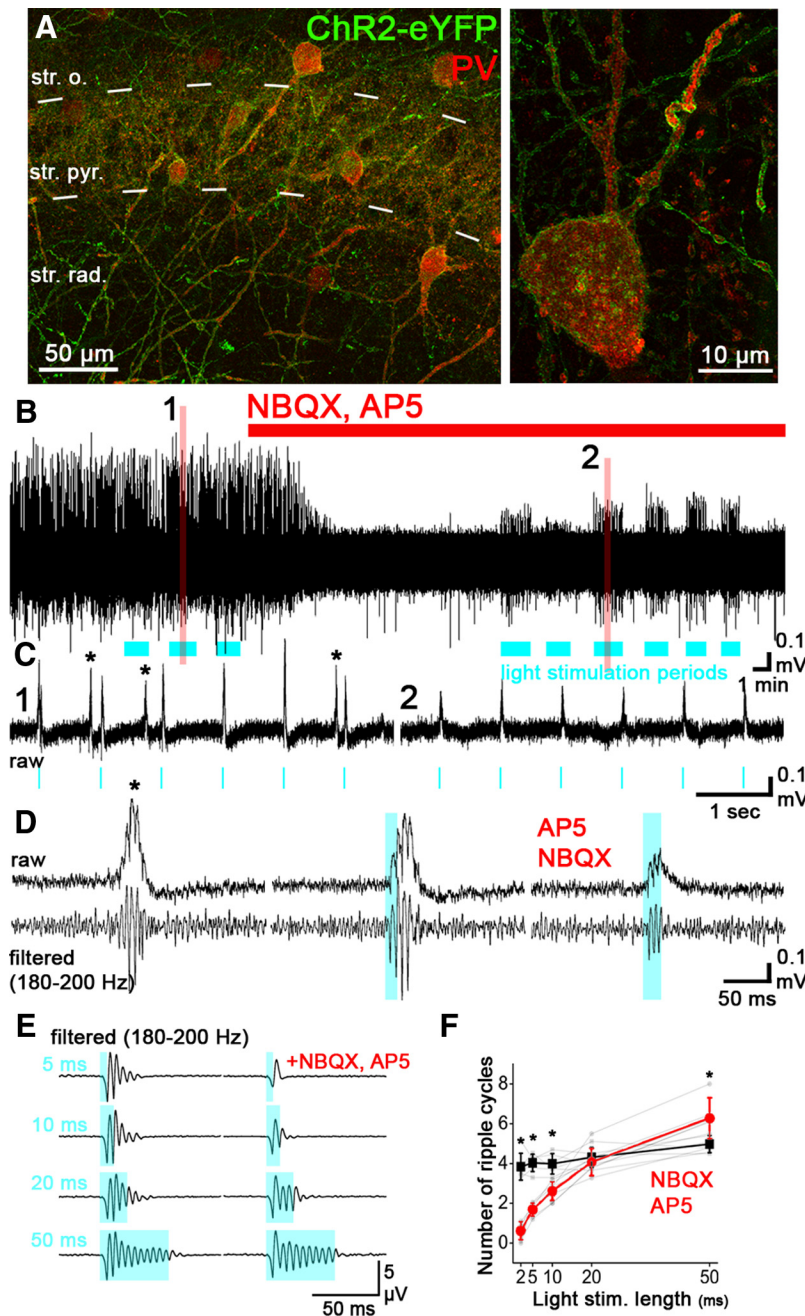 A
ChR2-eYFP
PV
str. o.
str. pyr.
str. rad.
50 μm
10 μm
B
1
NBQX, AP5
2
0.1
mV
1
min
light stimulation periods
C
1
*
*
*
2
raw
0.1
mV
1 sec
D
*
raw
AP5
NBQX
filtered
(180-200 Hz)
0.1
mV
50 ms
E
filtered (180-200 Hz)
5 ms
+NBQX, AP5
10 ms
20 ms
50 ms
5
μV
50 ms
F
Number of ripple cycles
8
6
4
2
0
*
*
*
*
NBQX
AP5
2 5 10 20 50
(ms)
Light stim. length